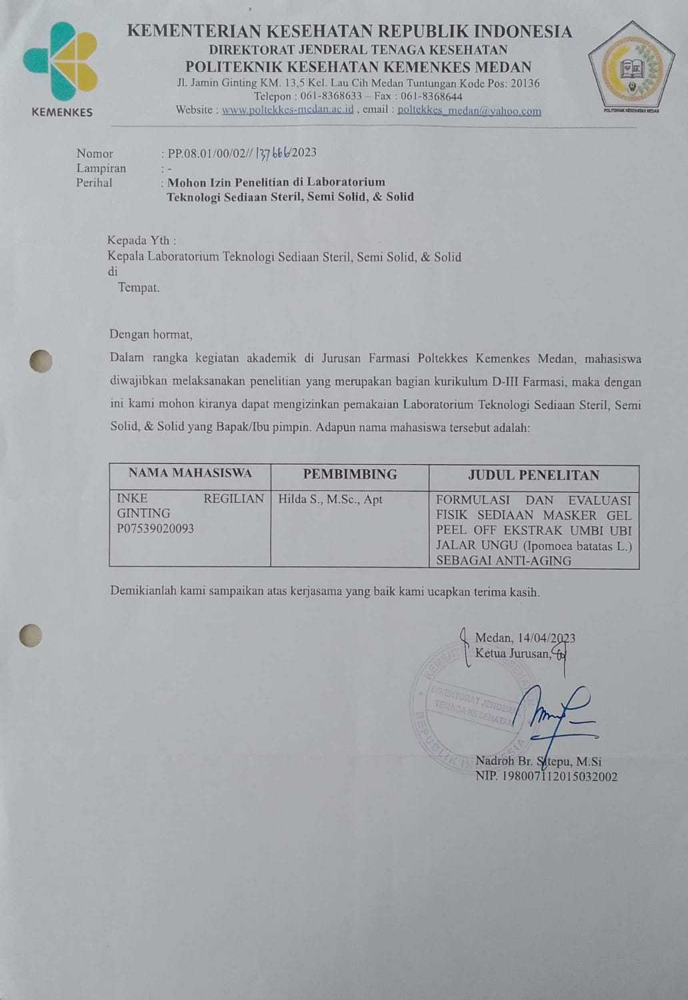 KEMENTERIAN KESEHATAN REPUBLIK INDONESIA
DIREKTORAT JENDERAL TENAGA KESEHATAN
POLITEKNIK KESEHATAN KEMENKES MEDAN
Jl. Jamin Ginting KM. 13,5 Kel. Lau Cih Medan Tuntungan Kode Pos: 20136
Telepon : 061-8368633 – Fax : 061-8368644
Website : www.poltekkes-medan.ac.id , email : poltekkes_medan@yahoo.com
KEMENKES
POLITEKNIK KESEHATAN MEDAN
Nomor : PP.08.01/00/02//137666/2023
Lampiran : -
Perihal : Mohon Izin Penelitian di Laboratorium
Teknologi Sediaan Steril, Semi Solid, & Solid
Kepada Yth :
Kepala Laboratorium Teknologi Sediaan Steril, Semi Solid, & Solid
di
Tempat.
Dengan hormat,
Dalam rangka kegiatan akademik di Jurusan Farmasi Poltekkes Kemenkes Medan, mahasiswa
diwajibkan melaksanakan penelitian yang merupakan bagian kurikulum D-III Farmasi, maka dengan
ini kami mohon kiranya dapat mengizinkan pemakaian Laboratorium Teknologi Sediaan Steril, Semi
Solid, & Solid yang Bapak/Ibu pimpin. Adapun nama mahasiswa tersebut adalah:
NAMA MAHASISWA PEMBIMBING JUDUL PENELITAN
INKE REGILIAN
GINTING
P07539020093
Hilda S., M.Sc., Apt
FORMULASI DAN EVALUASI
FISIK SEDIAAN MASKER GEL
PEEL OFF EKSTRAK UMBI UBI
JALAR UNGU (Ipomoea batatas L.)
SEBAGAI ANTI-AGING
Demikianlah kami sampaikan atas kerjasama yang baik kami ucapkan terima kasih.
Medan, 14/04/2023
Ketua Jurusan,
KEMENTERIAN KESEHATAN
DIREKTORAT JENDERAL
TENAGA KESEHATAN
REPUBLIK INDONESIA
Nadroh Br. Sitepu, M.Si
NIP. 198007112015032002